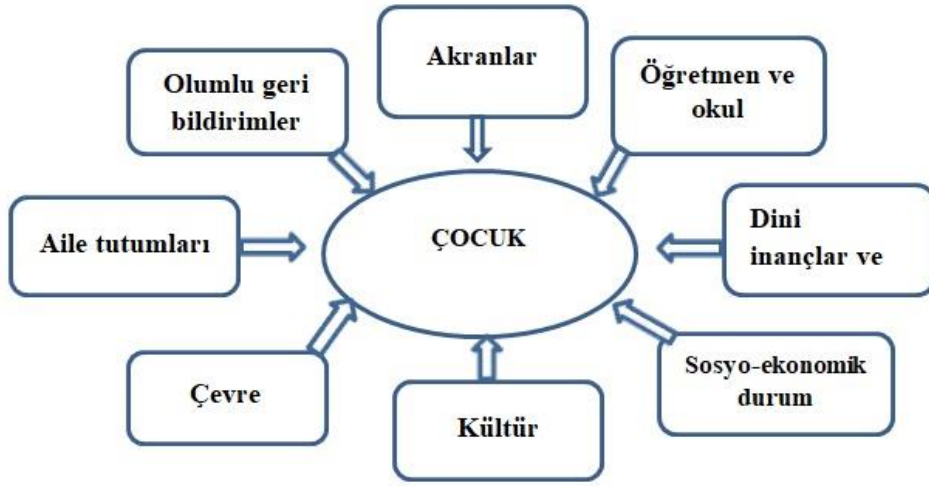 Akranlar
Olumlu geri
bildirimler
Öğretmen ve
okul
Aile tutumları
ÇOCUK
Dini
inançlar ve
Çevre
Kültür
Sosyo-ekonomik
durum